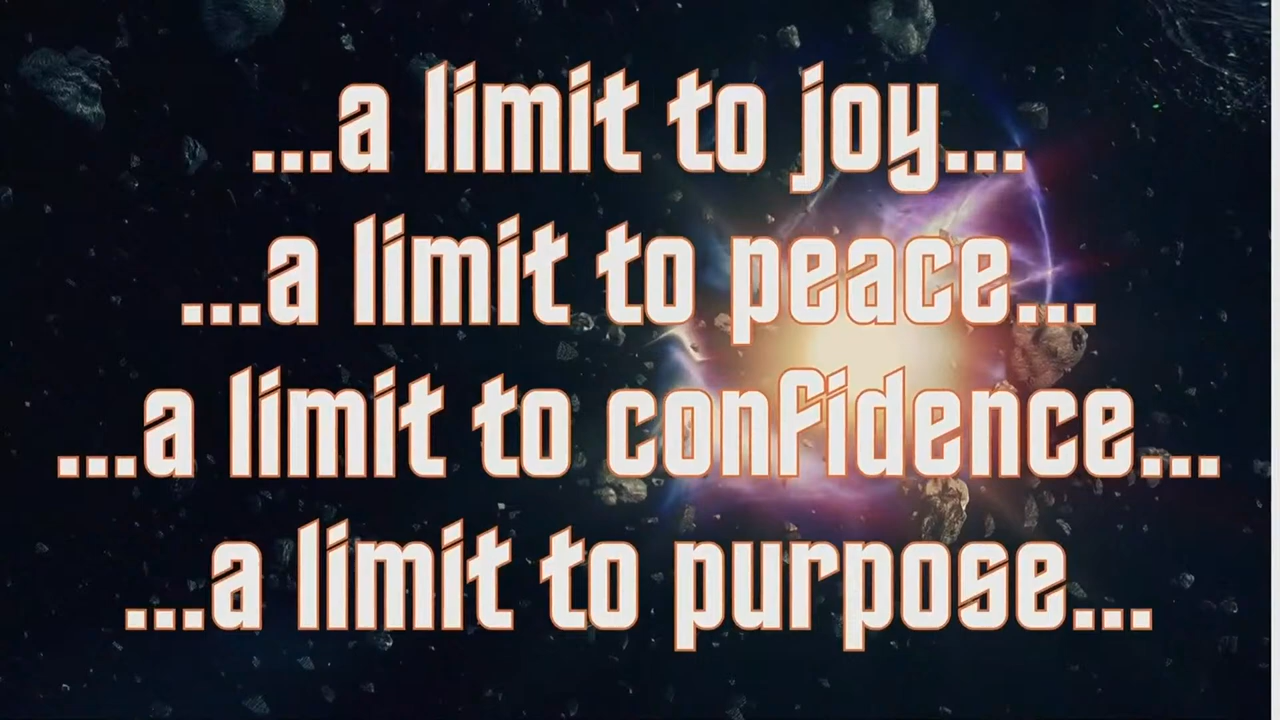 ...a limit to joy...
...a limit to peace...
...a limit to confidence...
...a limit to purpose...